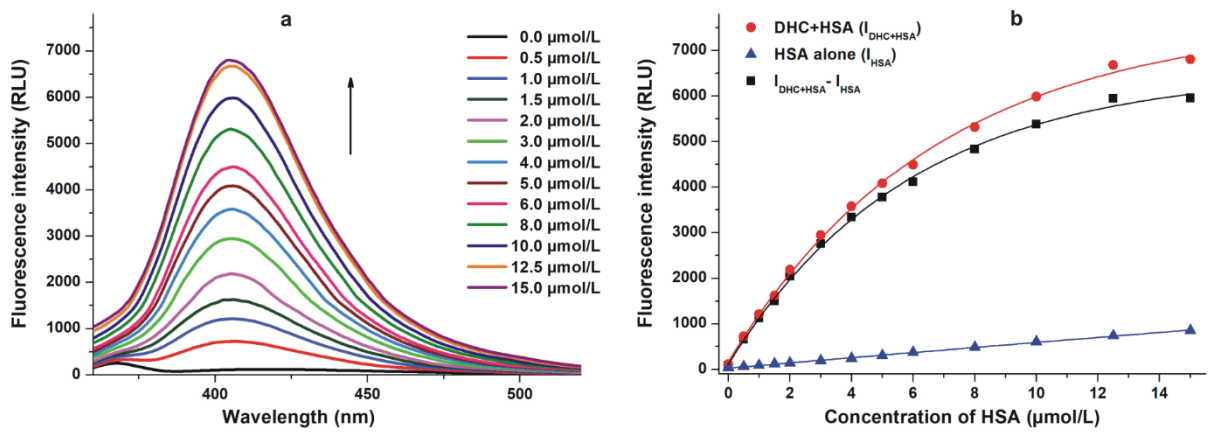 a
Fluorescence intensity (RLU)
7000
6000
5000
4000
3000
2000
1000
0
0.0 µmol/L
0.5 µmol/L
1.0 µmol/L
1.5 µmol/L
2.0 µmol/L
3.0 µmol/L
4.0 µmol/L
5.0 µmol/L
6.0 µmol/L
8.0 µmol/L
10.0 µmol/L
12.5 µmol/L
15.0 µmol/L
400 450 500
Wavelength (nm)
b
Fluorescence intensity (RLU)
DHC+HSA (I_DHC+HSA)
HSA alone (I_HSA)
I_DHC+HSA - I_HSA
7000
6000
5000
4000
3000
2000
1000
0
0 2 4 6 8 10 12 14
Concentration of HSA (µmol/L)